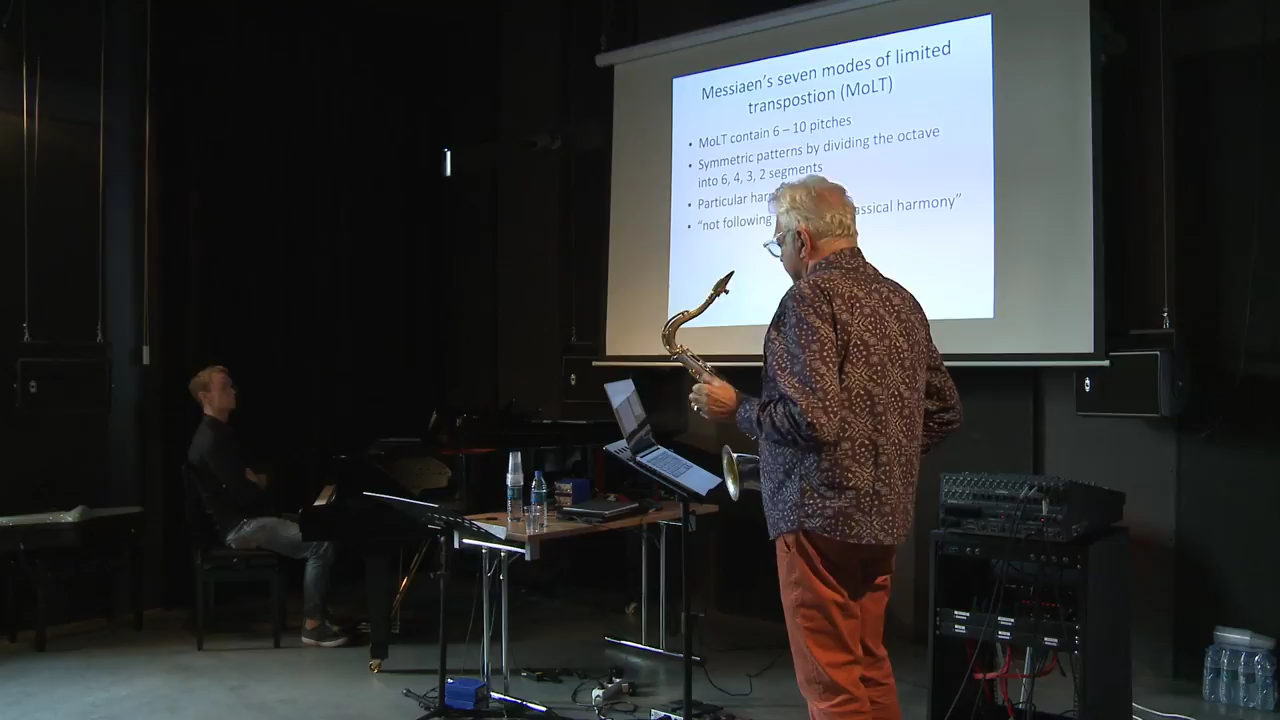 Messiaen's seven modes of limited
transpostion (MoLT)
• MoLT contain 6 – 10 pitches
• Symmetric patterns by dividing the octave
into 6, 4, 3, 2 segments
• Particular
• "not following assical harmony"